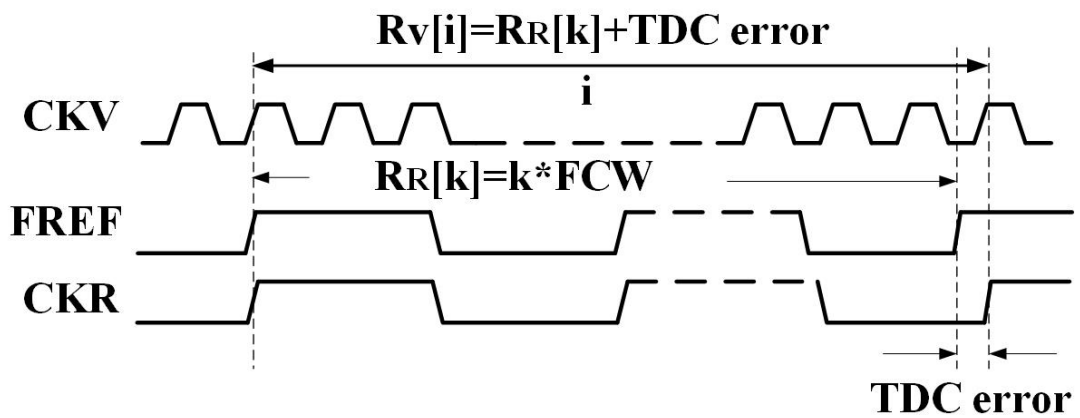 Rv[i]=RR[k]+TDC error
i
CKV
RR[k]=k*FCW
FREF
CKR
TDC error